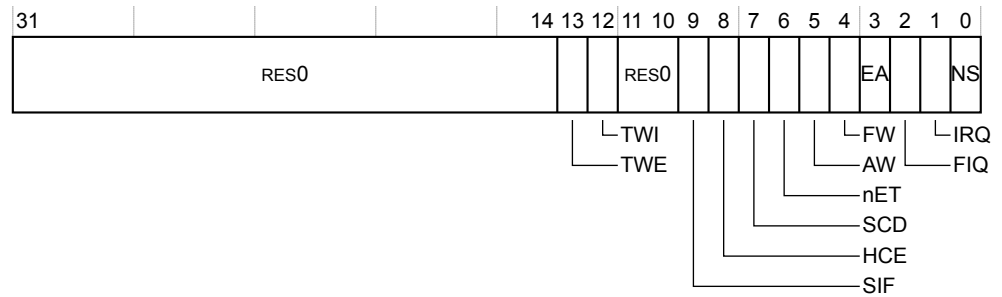 31 14 13 12 11 10 9 8 7 6 5 4 3 2 1 0
RES0 RES0 EA NS
TWI FW IRQ
TWE AW FIQ
nET
SCD
HCE
SIF